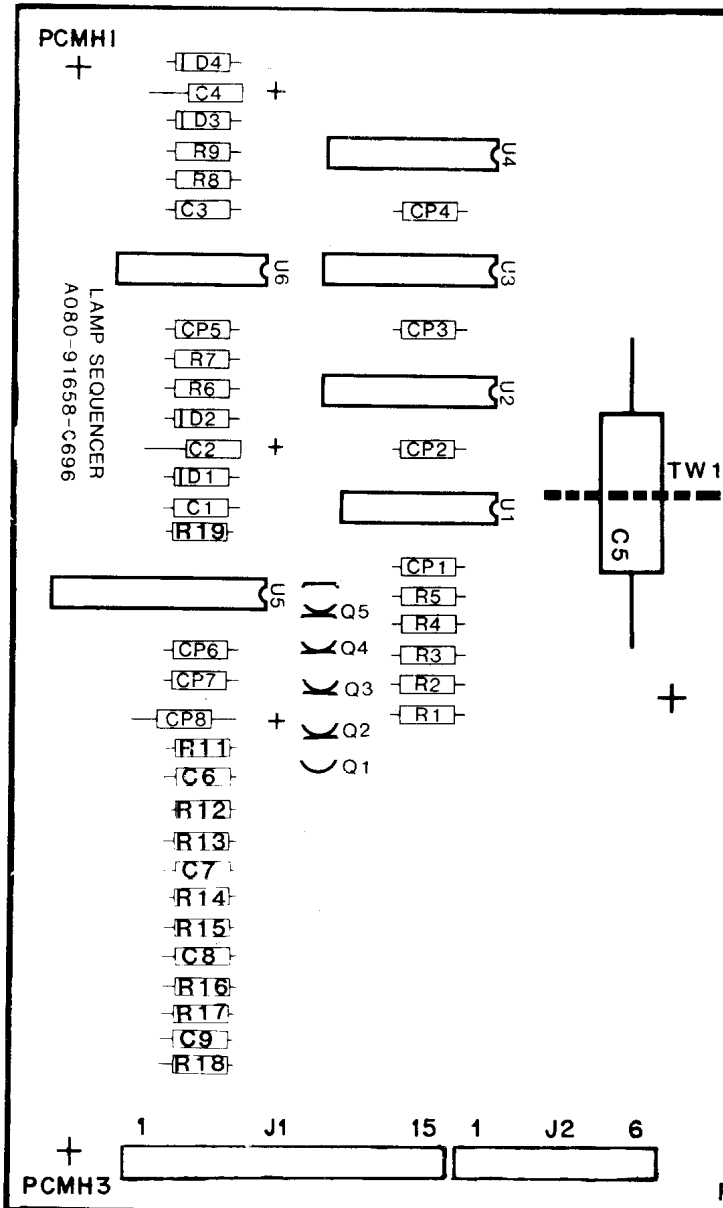 PCMH1
D4
C4 +
D3
R9
R8
C3
U4
CP4
U6
U3
LAMP SEQUENCER
A080-91658-C696
CP5
R7
R6
D2
C2 +
D1
C1
R19
CP3
U2
CP2
U1
TW1
C5
U5
CP1
R5
R4
R3
R2
R1
Q5
Q4
Q3
Q2
Q1
CP6
CP7
CP8 +
R11
C6
R12
R13
C7
R14
R15
C8
R16
R17
C9
R18
1 J1 15
1 J2 6
PCMH3